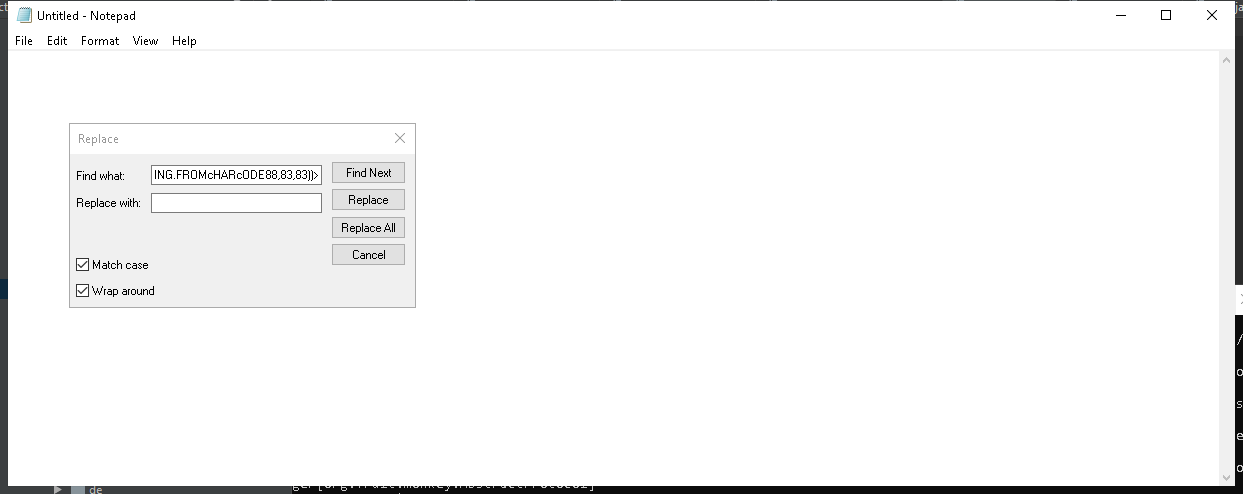 Untitled - Notepad
File Edit Format View Help
Replace
Find what: ING.FROMcHARcODE88,83,83))> Find Next
Replace with: Replace
Replace All
Cancel
Match case
Wrap around
de